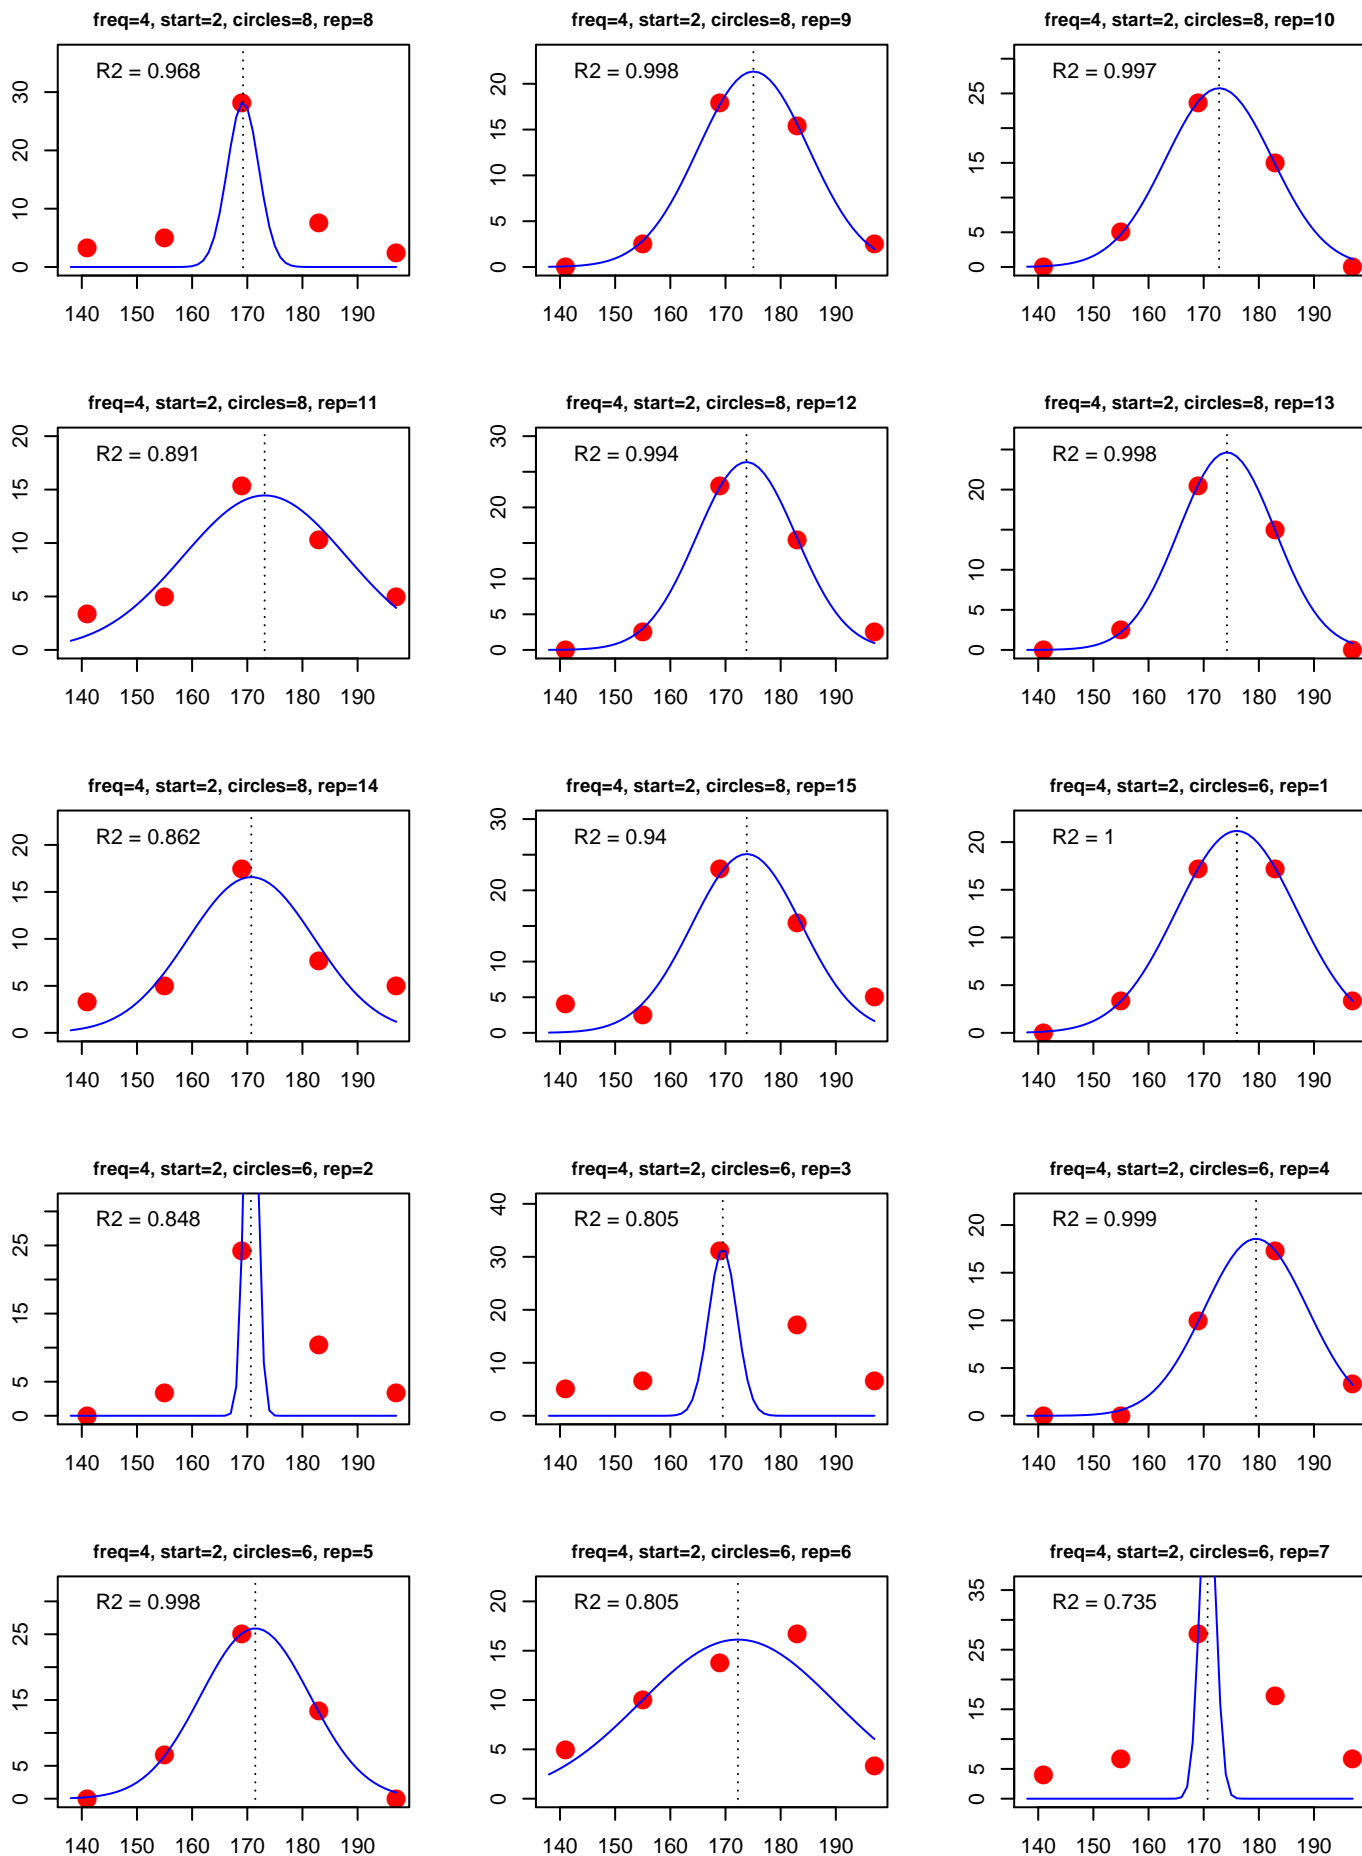 freq=4, start=2, circles=8, rep=8
R2 = 0.968
0 10 20 30
140 150 160 170 180 190
freq=4, start=2, circles=8, rep=9
R2 = 0.998
0 5 10 15 20
140 150 160 170 180 190
freq=4, start=2, circles=8, rep=10
R2 = 0.997
0 5 15 25
140 150 160 170 180 190
freq=4, start=2, circles=8, rep=11
R2 = 0.891
0 5 10 15 20
140 150 160 170 180 190
freq=4, start=2, circles=8, rep=12
R2 = 0.994
0 5 10 20 30
140 150 160 170 180 190
freq=4, start=2, circles=8, rep=13
R2 = 0.998
0 5 10 20
140 150 160 170 180 190
freq=4, start=2, circles=8, rep=14
R2 = 0.862
0 5 10 15 20
140 150 160 170 180 190
freq=4, start=2, circles=8, rep=15
R2 = 0.94
0 5 10 20 30
140 150 160 170 180 190
freq=4, start=2, circles=6, rep=1
R2 = 1
0 5 10 15 20
140 150 160 170 180 190
freq=4, start=2, circles=6, rep=2
R2 = 0.848
0 5 15 25
140 150 160 170 180 190
freq=4, start=2, circles=6, rep=3
R2 = 0.805
0 10 20 30 40
140 150 160 170 180 190
freq=4, start=2, circles=6, rep=4
R2 = 0.999
0 5 10 15 20
140 150 160 170 180 190
freq=4, start=2, circles=6, rep=5
R2 = 0.998
0 5 15 25
140 150 160 170 180 190
freq=4, start=2, circles=6, rep=6
R2 = 0.805
0 5 10 15 20
140 150 160 170 180 190
freq=4, start=2, circles=6, rep=7
R2 = 0.735
0 5 15 25 35
140 150 160 170 180 190